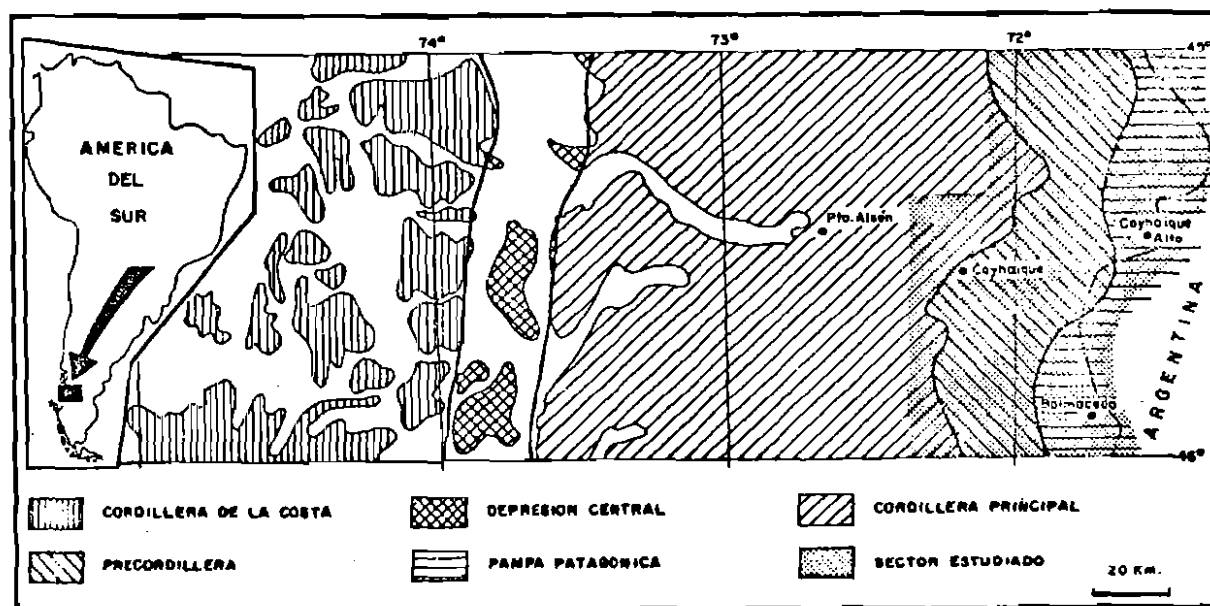 74°
73°
72°
45°
AMERICA
DEL
SUR
Pto. Aisén
Coyhaique
Alto
Coyhaique
Balmaceda
ARGENTINA
46°
CORDILLERA DE LA COSTA
DEPRESION CENTRAL
CORDILLERA PRINCIPAL
PRECORDILLERA
PAMPA PATAGONICA
SECTOR ESTUDIADO
20 Km.